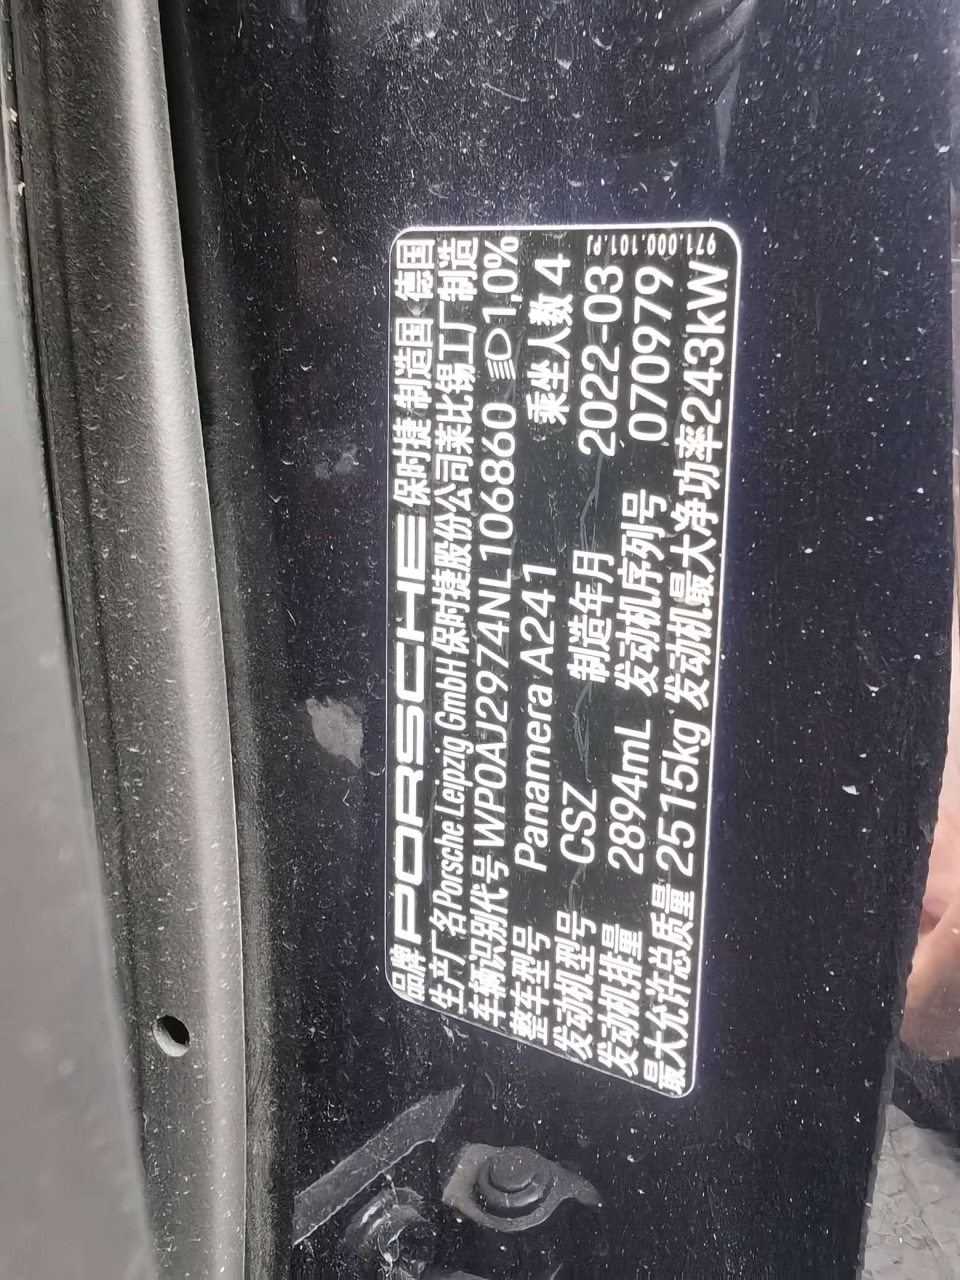 品牌 PORSCHE 保时捷 制造国 德国
生产厂名 Porsche Leipzig GmbH 保时捷股份公司莱比锡工厂 制造
车辆识别代号 WP0AJ2974NL106860 1,0%
整车型号 Panamera A241 乘坐人数 4
发动机型号 CSZ 制造年月 2022-03
发动机排量 2894mL 发动机序列号 070979
最大允许总质量 2515kg 发动机最大净功率 243kW
971.000.101.PJ